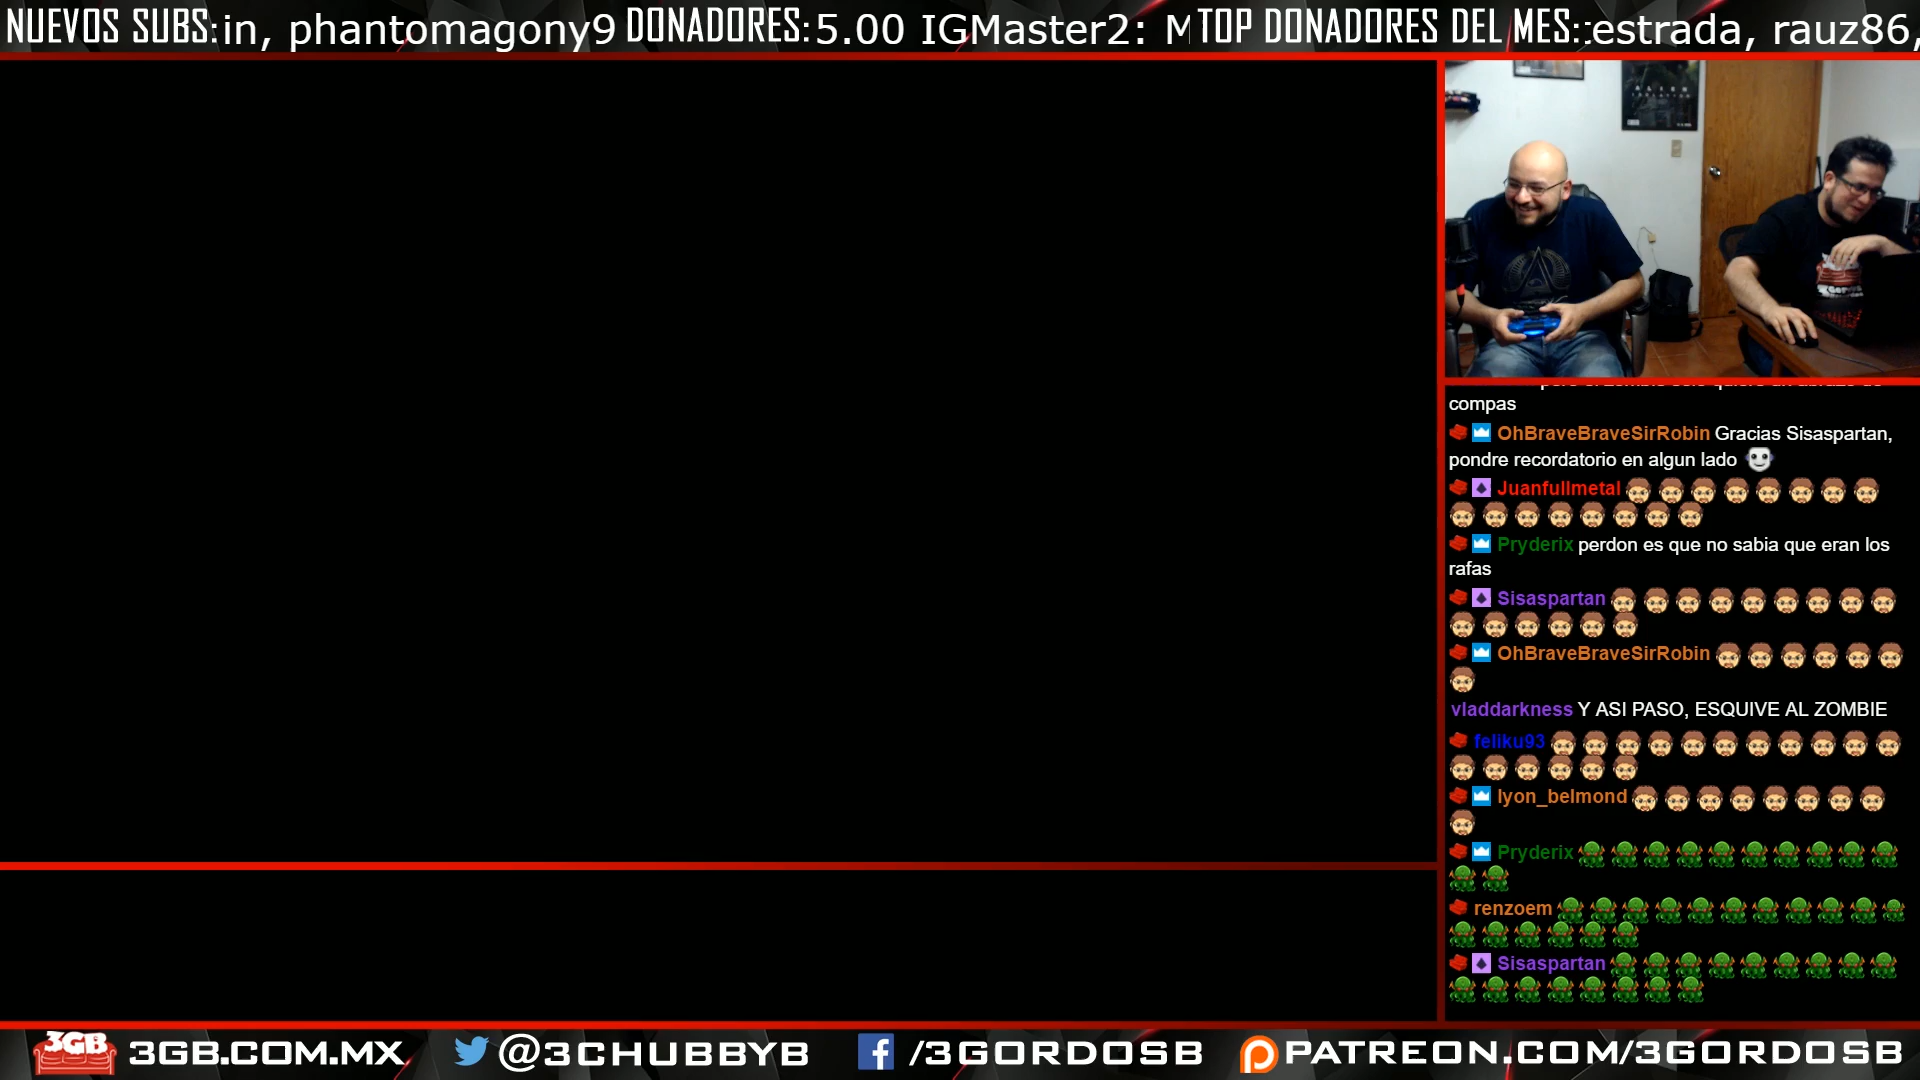 NUEVOS SUBS:
in, phantomagony9
DONADORES:
5.00 IGMaster2: M
TOP DONADORES DEL MES:
estrada, rauz86,
ALIEN
compas
OhBraveBraveSirRobin Gracias Sisaspartan,
pondre recordatorio en algun lado
Juanfullmetal
Pryderix perdon es que no sabia que eran los
rafas
Sisaspartan
OhBraveBraveSirRobin
vladdarkness Y ASI PASO, ESQUIVE AL ZOMBIE
feliku93
lyon_belmond
Pryderix
renzoem
Sisaspartan
3GB
3GB.COM.MX
@3CHUBBYB
/3GORDOSB
PATREON.COM/3GORDOSB